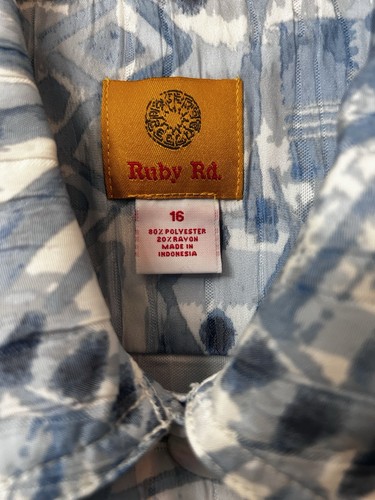 Ruby Rd.
16
80% POLYESTER
20% RAYON
MADE IN
INDONESIA